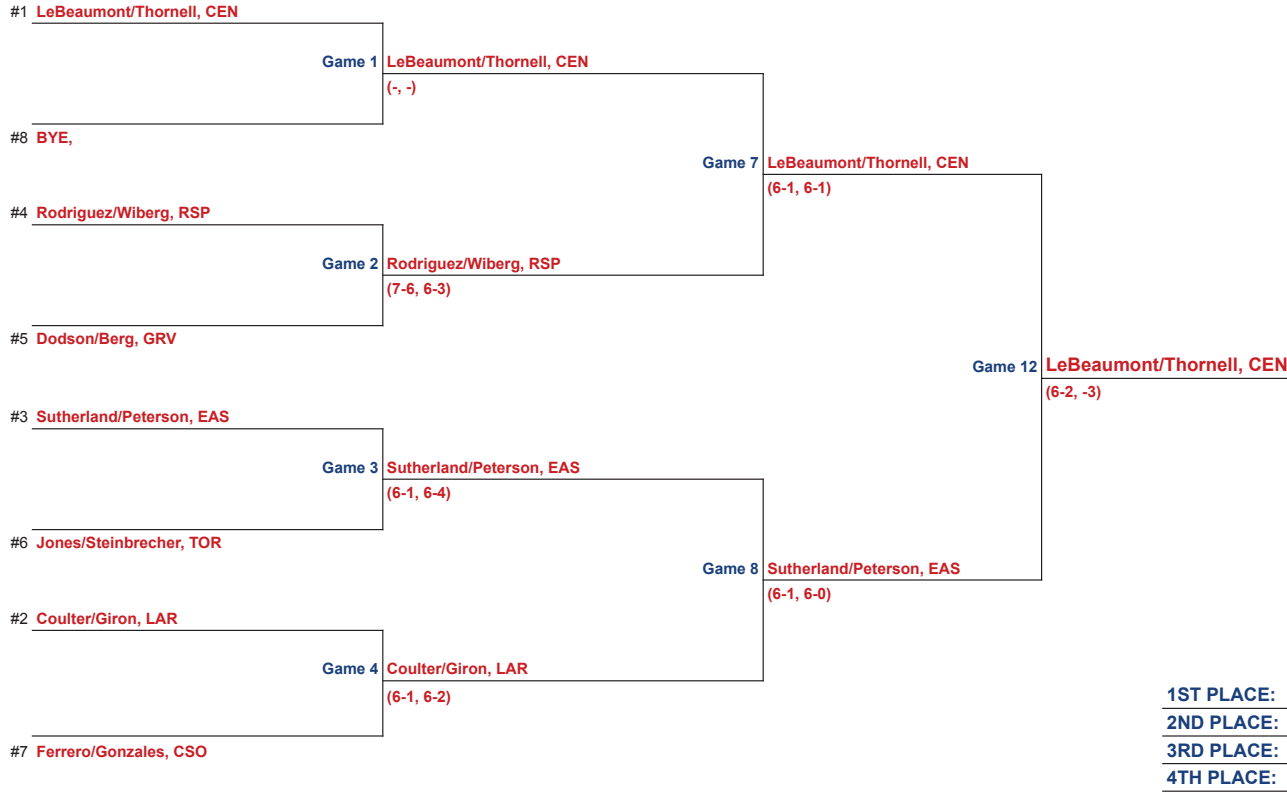 #1 LeBeaumont/Thornell, CEN
Game 1 LeBeaumont/Thornell, CEN
(-, -)
#8 BYE,
Game 7 LeBeaumont/Thornell, CEN
(6-1, 6-1)
#4 Rodriguez/Wiberg, RSP
Game 2 Rodriguez/Wiberg, RSP
(7-6, 6-3)
#5 Dodson/Berg, GRV
Game 12 LeBeaumont/Thornell, CEN
(6-2, -3)
#3 Sutherland/Peterson, EAS
Game 3 Sutherland/Peterson, EAS
(6-1, 6-4)
#6 Jones/Steinbrecher, TOR
Game 8 Sutherland/Peterson, EAS
(6-1, 6-0)
#2 Coulter/Giron, LAR
Game 4 Coulter/Giron, LAR
(6-1, 6-2)
#7 Ferrero/Gonzales, CSO
1ST PLACE:
2ND PLACE:
3RD PLACE:
4TH PLACE: